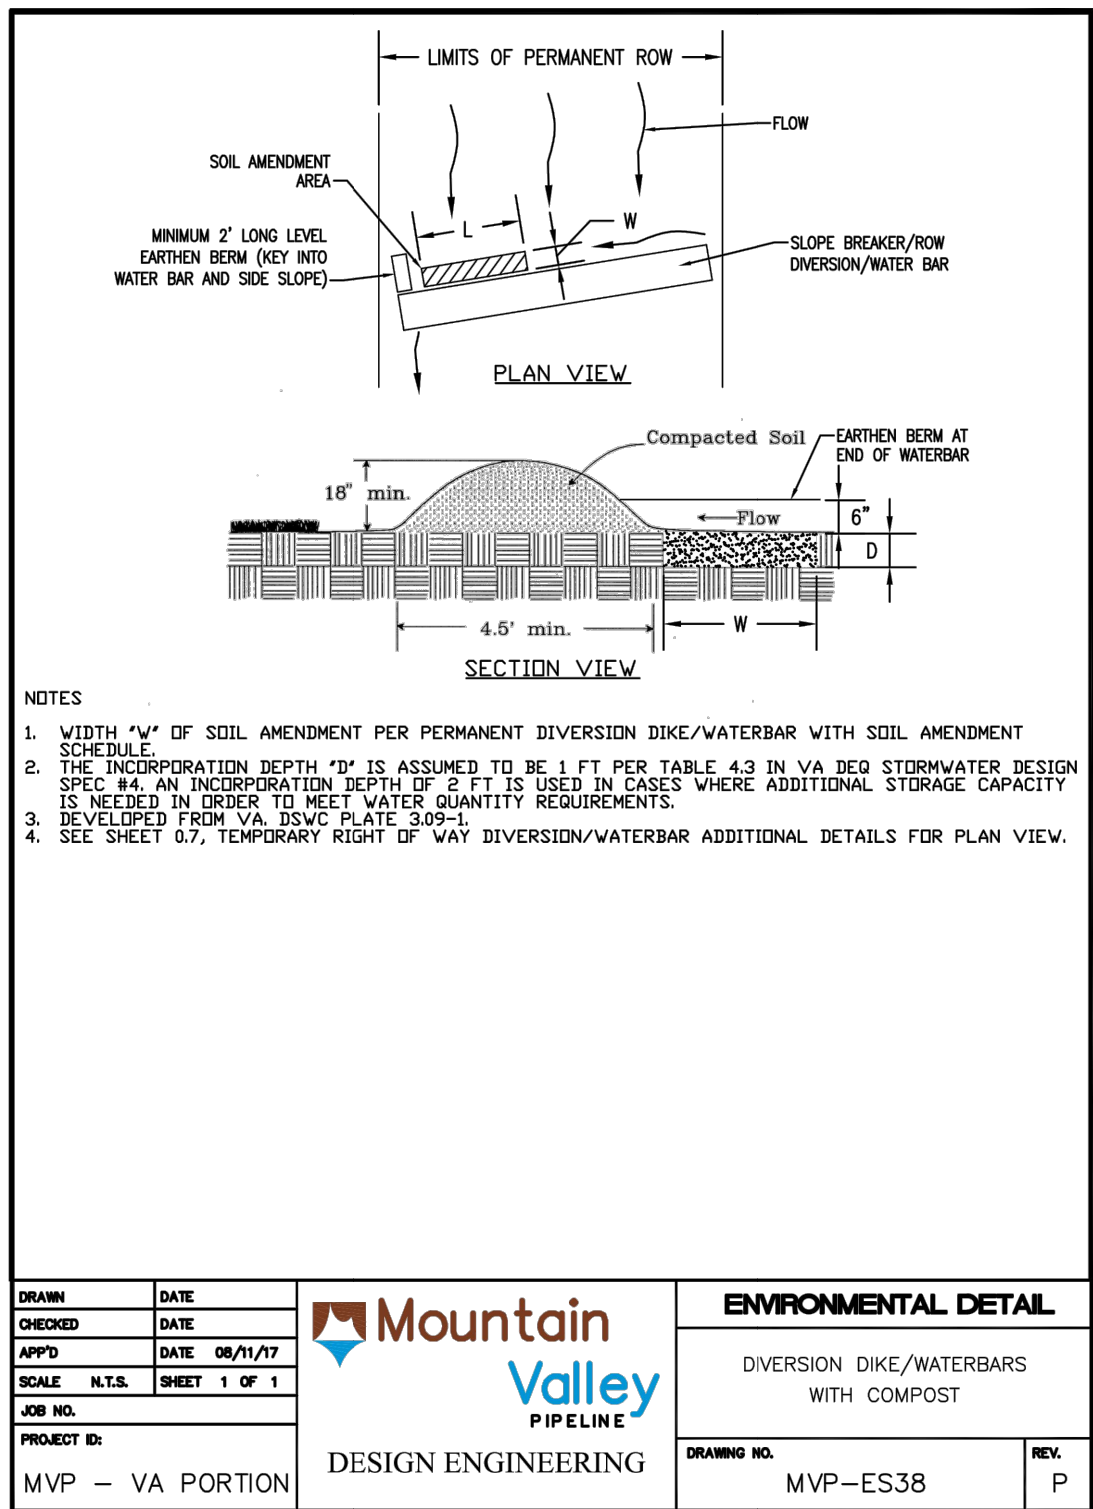 LIMITS OF PERMANENT ROW
FLOW
SOIL AMENDMENT
AREA
L
W
MINIMUM 2' LONG LEVEL
EARTHEN BERM (KEY INTO
WATER BAR AND SIDE SLOPE)
SLOPE BREAKER/ROW
DIVERSION/WATER BAR
PLAN VIEW
Compacted Soil
EARTHEN BERM AT
END OF WATERBAR
18" min.
Flow
6"
D
4.5' min.
W
SECTION VIEW
NOTES
1. WIDTH "W" OF SOIL AMENDMENT PER PERMANENT DIVERSION DIKE/WATERBAR WITH SOIL AMENDMENT
SCHEDULE.
2. THE INCORPORATION DEPTH "D" IS ASSUMED TO BE 1 FT PER TABLE 4.3 IN VA DEQ STORMWATER DESIGN
SPEC #4. AN INCORPORATION DEPTH OF 2 FT IS USED IN CASES WHERE ADDITIONAL STORAGE CAPACITY
IS NEEDED IN ORDER TO MEET WATER QUANTITY REQUIREMENTS.
3. DEVELOPED FROM VA. DSWC PLATE 3.09-1.
4. SEE SHEET 0.7, TEMPORARY RIGHT OF WAY DIVERSION/WATERBAR ADDITIONAL DETAILS FOR PLAN VIEW.
DRAWN DATE
CHECKED DATE
APP'D DATE 08/11/17
SCALE N.T.S. SHEET 1 OF 1
JOB NO.
PROJECT ID:
MVP - VA PORTION
Mountain
Valley
PIPELINE
DESIGN ENGINEERING
ENVIRONMENTAL DETAIL
DIVERSION DIKE/WATERBARS
WITH COMPOST
DRAWING NO.
MVP-ES38
REV.
P